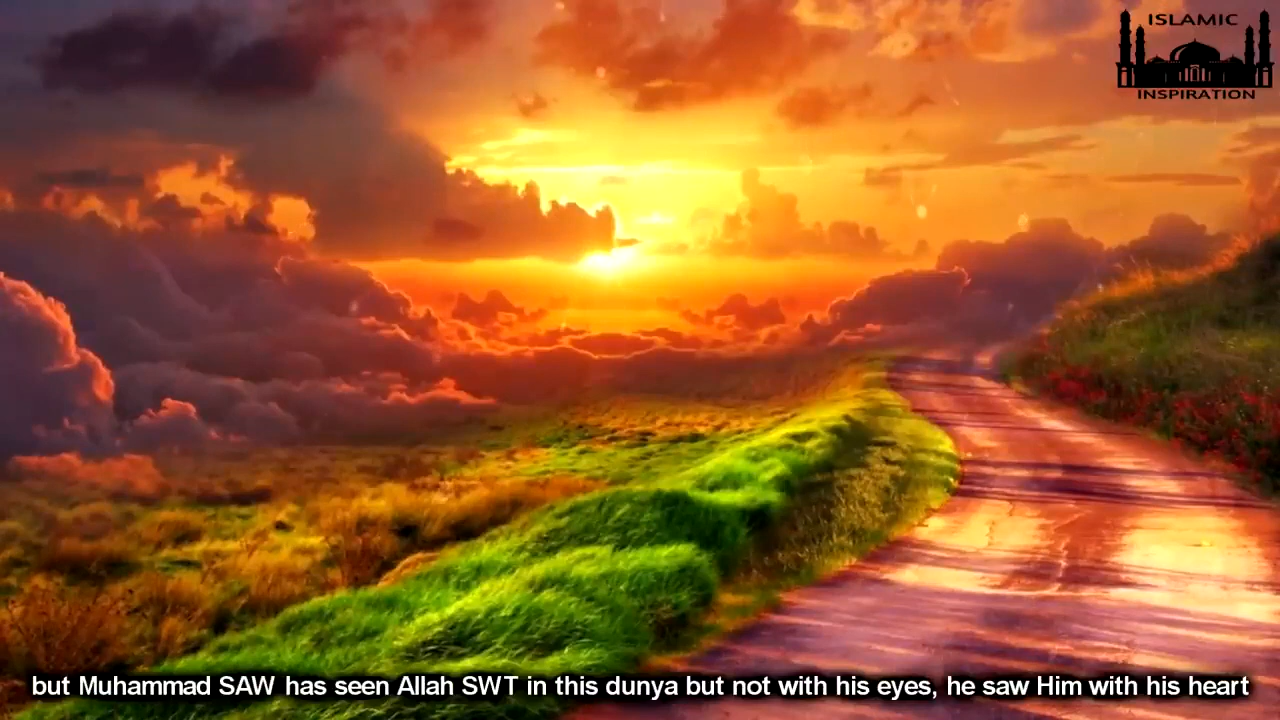 ISLAMIC
INSPIRATION
but Muhammad SAW has seen Allah SWT in this dunya but not with his eyes, he saw Him with his heart